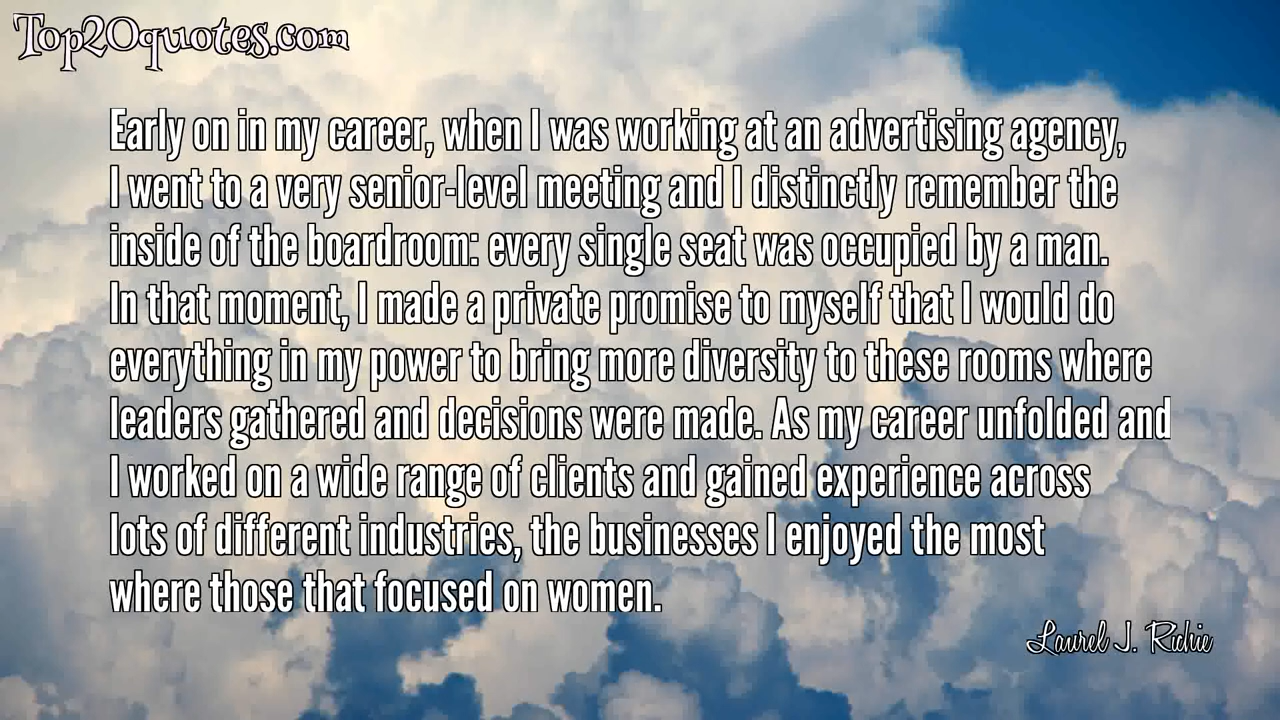 Top20quotes.com
Early on in my career, when I was working at an advertising agency,
I went to a very senior-level meeting and I distinctly remember the
inside of the boardroom: every single seat was occupied by a man.
In that moment, I made a private promise to myself that I would do
everything in my power to bring more diversity to these rooms where
leaders gathered and decisions were made. As my career unfolded and
I worked on a wide range of clients and gained experience across
lots of different industries, the businesses I enjoyed the most
where those that focused on women.
Laurel J. Richie